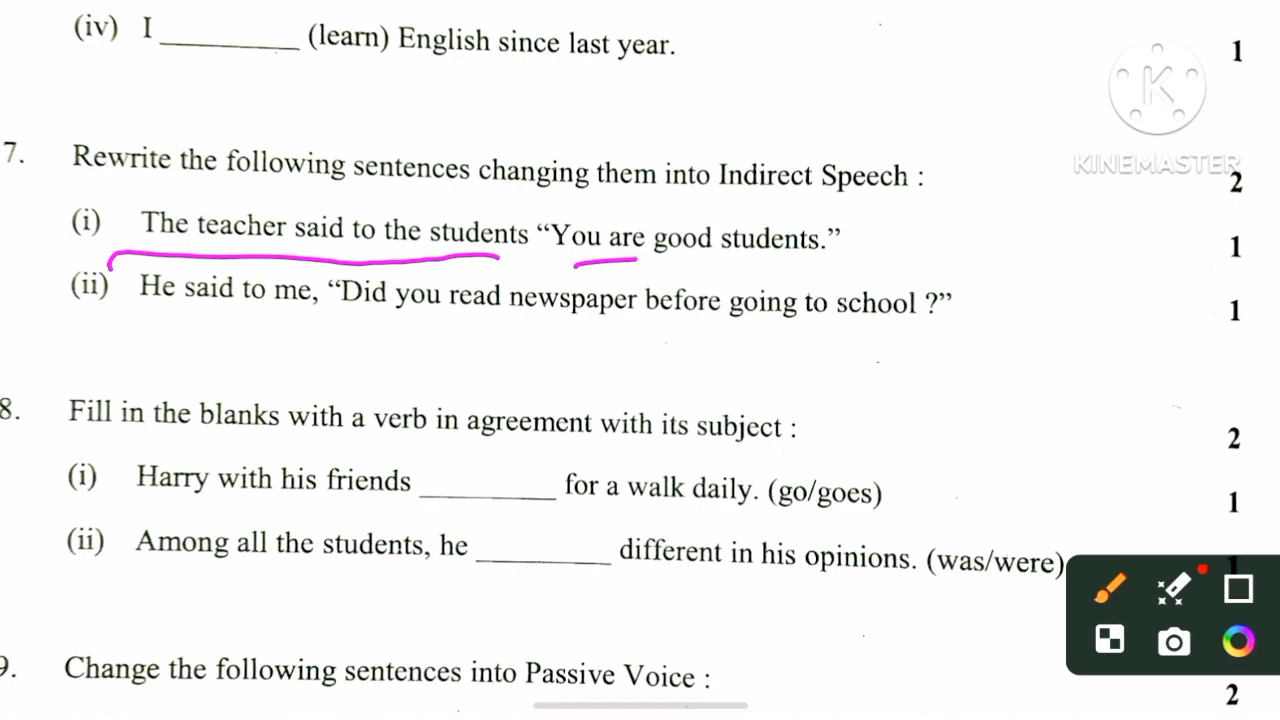 (iv) I __________ (learn) English since last year. 1
KINEMASTER
7. Rewrite the following sentences changing them into Indirect Speech : 2
(i) The teacher said to the students “You are good students.” 1
(ii) He said to me, “Did you read newspaper before going to school ?” 1
8. Fill in the blanks with a verb in agreement with its subject : 2
(i) Harry with his friends __________ for a walk daily. (go/goes) 1
(ii) Among all the students, he __________ different in his opinions. (was/were) 1
9. Change the following sentences into Passive Voice : 2